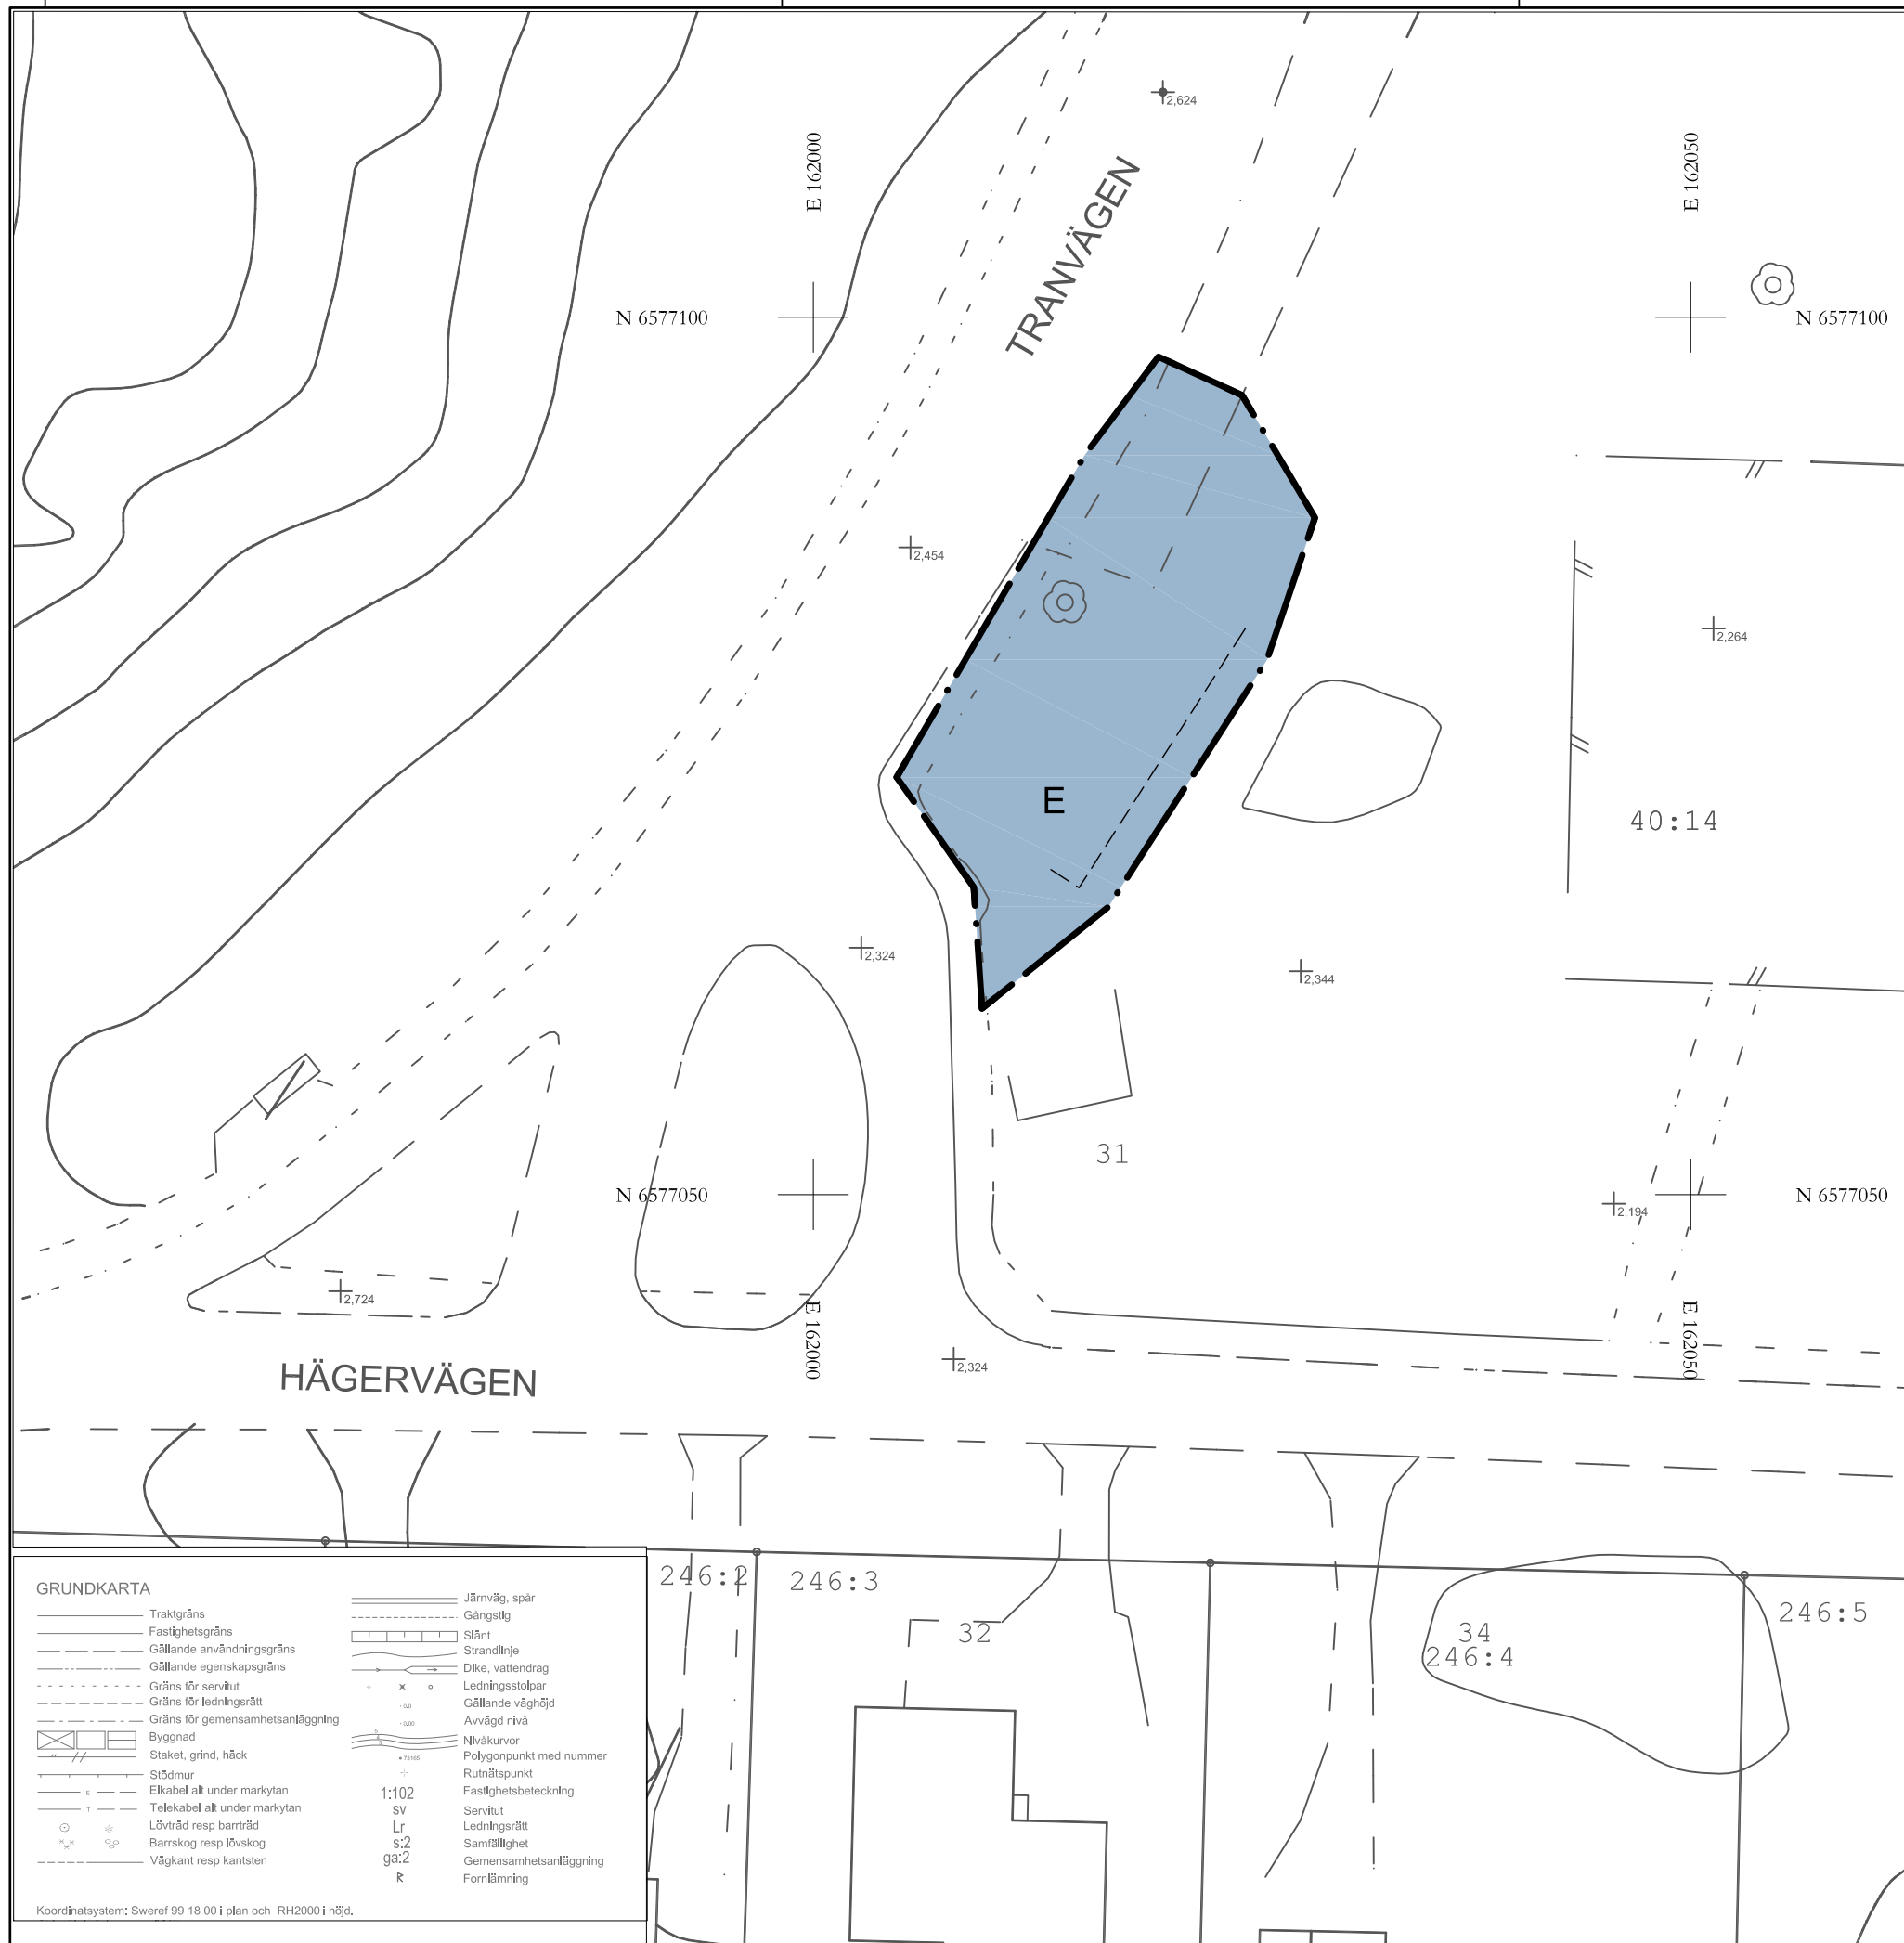 2,624
E 162000
E 162050
TRANVÄGEN
N 6577100
N 6577100
2,454
2,264
E
40:14
2,324
2,344
31
N 6577050
N 6577050
2,194
2,724
E 162000
E 162050
2,324
HÄGERVÄGEN
246:2
246:3
246:5
32
34
246:4
GRUNDKARTA
Traktgräns
Fastighetsgräns
Gällande användningsgräns
Gällande egenskapsgräns
Gräns för servitut
Gräns för ledningsrätt
Gräns för gemensamhetsanläggning
Byggnad
Staket, grind, häck
Stödmur
E
Elkabel alt under markytan
T
Telekabel alt under markytan
Lövträd resp barrträd
Barrskog resp lövskog
Vägkant resp kantsten
Järnväg, spår
Gångstig
Slänt
Strandlinje
Dike, vattendrag
Ledningsstolpar
Gällande väghöjd
Avvägd nivå
Nivåkurvor
Polygonpunkt med nummer
Rutnätspunkt
1:102 Fastighetsbeteckning
sv Servitut
Lr Ledningsrätt
s:2 Samfällighet
ga:2 Gemensamhetsanläggning
R Fornlämning
Koordinatsystem: Sweref 99 18 00 i plan och RH2000 i höjd.